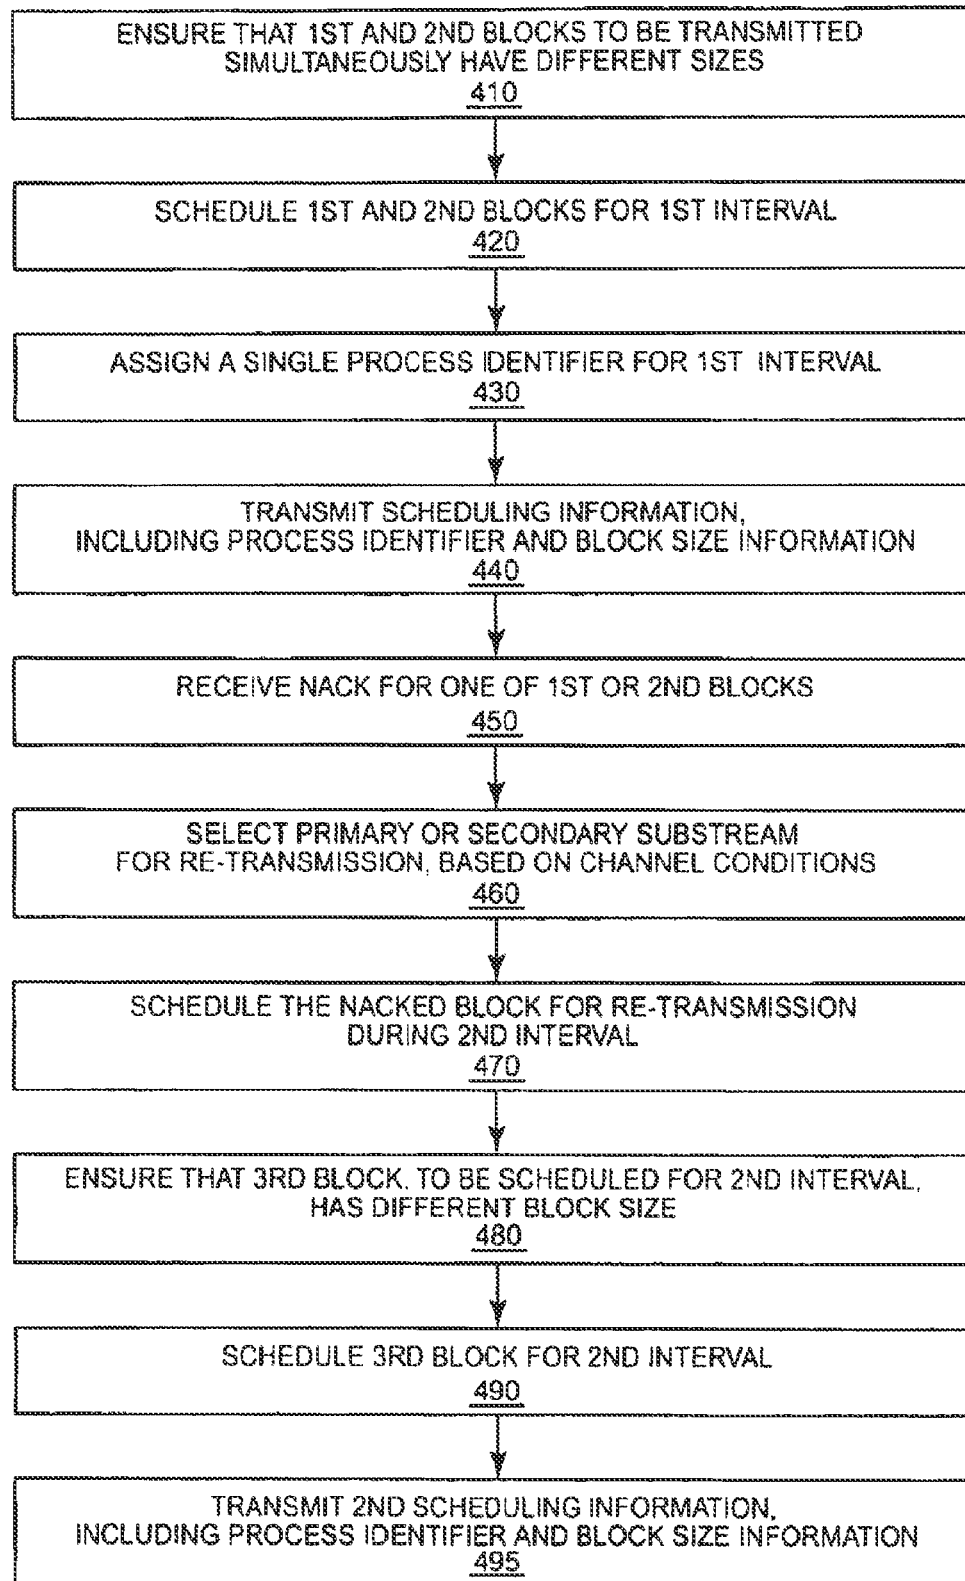 ENSURE THAT 1ST AND 2ND BLOCKS TO BE TRANSMITTED
SIMULTANEOUSLY HAVE DIFFERENT SIZES
410
SCHEDULE 1ST AND 2ND BLOCKS FOR 1ST INTERVAL
420
ASSIGN A SINGLE PROCESS IDENTIFIER FOR 1ST INTERVAL
430
TRANSMIT SCHEDULING INFORMATION,
INCLUDING PROCESS IDENTIFIER AND BLOCK SIZE INFORMATION
440
RECEIVE NACK FOR ONE OF 1ST OR 2ND BLOCKS
450
SELECT PRIMARY OR SECONDARY SUBSTREAM
FOR RE-TRANSMISSION, BASED ON CHANNEL CONDITIONS
460
SCHEDULE THE NACKED BLOCK FOR RE-TRANSMISSION
DURING 2ND INTERVAL
470
ENSURE THAT 3RD BLOCK, TO BE SCHEDULED FOR 2ND INTERVAL,
HAS DIFFERENT BLOCK SIZE
480
SCHEDULE 3RD BLOCK FOR 2ND INTERVAL
490
TRANSMIT 2ND SCHEDULING INFORMATION,
INCLUDING PROCESS IDENTIFIER AND BLOCK SIZE INFORMATION
495